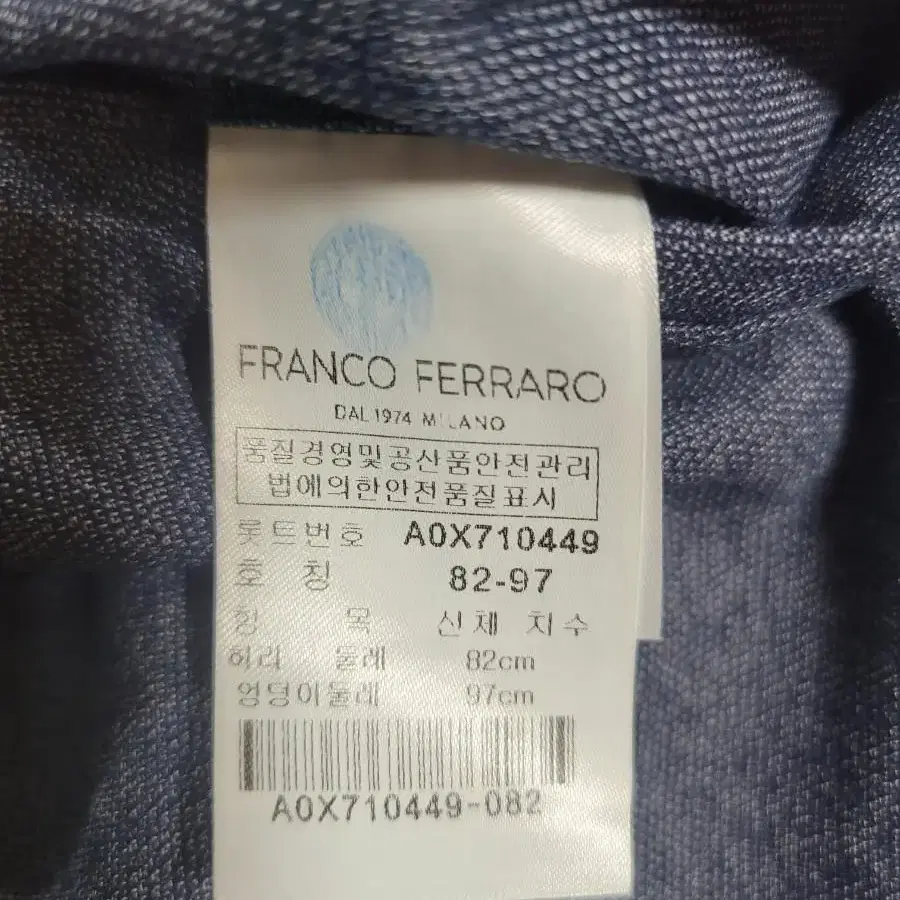 FRANCO FERRARO
DAL 1974 MILANO
품질경영및공산품안전관리
법에의한안전품질표시
롯트번호 A0X710449
호 칭 82-97
항 목 신체 치수
허리 둘레 82cm
엉덩이둘레 97cm
A0X710449-082